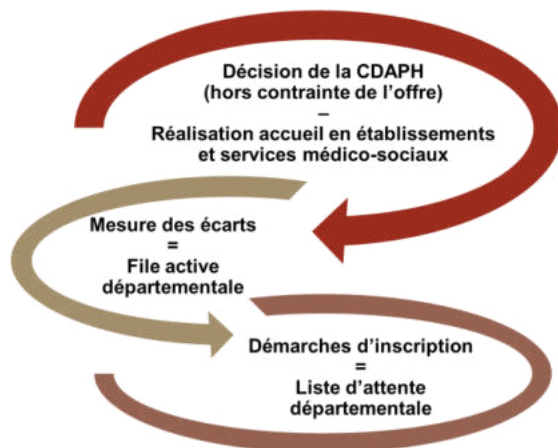 Décision de la CDAPH
(hors contrainte de l'offre)
–
Réalisation accueil en établissements
et services médico-sociaux
Mesure des écarts
=
File active
départementale
Démarches d'inscription
=
Liste d'attente
départementale